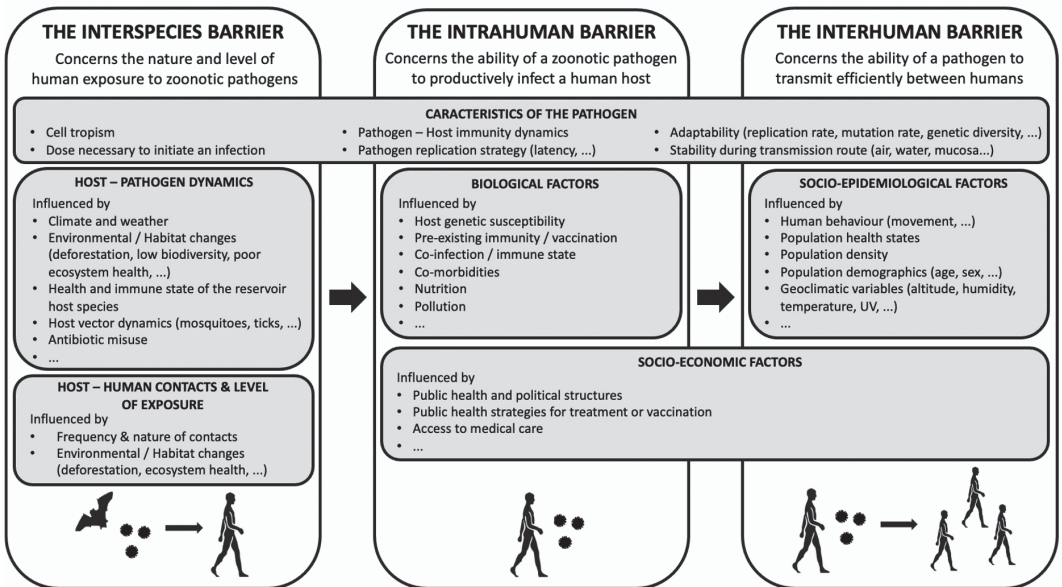 THE INTERSPECIES BARRIER
Concerns the nature and level of
human exposure to zoonotic pathogens
THE INTRAHUMAN BARRIER
Concerns the ability of a zoonotic pathogen
to productively infect a human host
THE INTERHUMAN BARRIER
Concerns the ability of a pathogen to
transmit efficiently between humans
CARACTERISTICS OF THE PATHOGEN
• Cell tropism
• Dose necessary to initiate an infection
• Pathogen – Host immunity dynamics
• Pathogen replication strategy (latency, ...)
• Adaptability (replication rate, mutation rate, genetic diversity, ...)
• Stability during transmission route (air, water, mucosa...)
HOST – PATHOGEN DYNAMICS
Influenced by
• Climate and weather
• Environmental / Habitat changes
(deforestation, low biodiversity, poor
ecosystem health, ...)
• Health and immune state of the reservoir
host species
• Host vector dynamics (mosquitoes, ticks, ...)
• Antibiotic misuse
• ...
HOST – HUMAN CONTACTS & LEVEL
OF EXPOSURE
Influenced by
• Frequency & nature of contacts
• Environmental / Habitat changes
(deforestation, ecosystem health, ...)
BIOLOGICAL FACTORS
Influenced by
• Host genetic susceptibility
• Pre-existing immunity / vaccination
• Co-infection / immune state
• Co-morbidities
• Nutrition
• Pollution
• ...
SOCIO-EPIDEMIOLOGICAL FACTORS
Influenced by
• Human behaviour (movement, ...)
• Population health states
• Population density
• Population demographics (age, sex, ...)
• Geoclimatic variables (altitude, humidity,
temperature, UV, ...)
• ...
SOCIO-ECONOMIC FACTORS
Influenced by
• Public health and political structures
• Public health strategies for treatment or vaccination
• Access to medical care
• ...